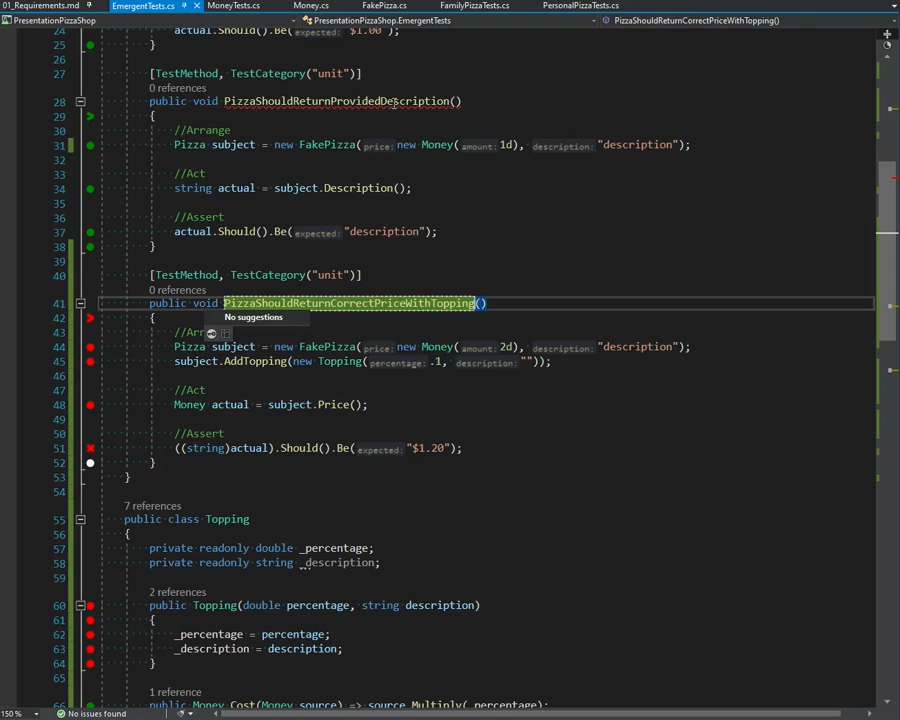 01_Requirements.md EmergentTests.cs MoneyTests.cs Money.cs FakePizza.cs FamilyPizzaTests.cs PersonalPizzaTests.cs
PresentationPizzaShop PresentationPizzaShop.EmergentTests PizzaShouldReturnCorrectPriceWithTopping()
24 actual.Should().Be(expected: "$1.00");
25 }
26
27 [TestMethod, TestCategory("unit")]
0 references
28 public void PizzaShouldReturnProvidedDescription()
29 {
30 //Arrange
31 Pizza subject = new FakePizza(price: new Money(amount: 1d), description: "description");
32
33 //Act
34 string actual = subject.Description();
35
36 //Assert
37 actual.Should().Be(expected: "description");
38 }
39
40 [TestMethod, TestCategory("unit")]
0 references
41 public void PizzaShouldReturnCorrectPriceWithTopping()
No suggestions
42 {
43 //Arr
44 Pizza subject = new FakePizza(price: new Money(amount: 2d), description: "description");
45 subject.AddTopping(new Topping(percentage: .1, description: ""));
46
47 //Act
48 Money actual = subject.Price();
49
50 //Assert
51 ((string)actual).Should().Be(expected: "$1.20");
52 }
53 }
54
7 references
55 public class Topping
56 {
57 private readonly double _percentage;
58 private readonly string _description;
59
2 references
60 public Topping(double percentage, string description)
61 {
62 _percentage = percentage;
63 _description = description;
64 }
65
1 reference
66 public Money Cost(Money source) => source.Multiply(_percentage);
150 % No issues found